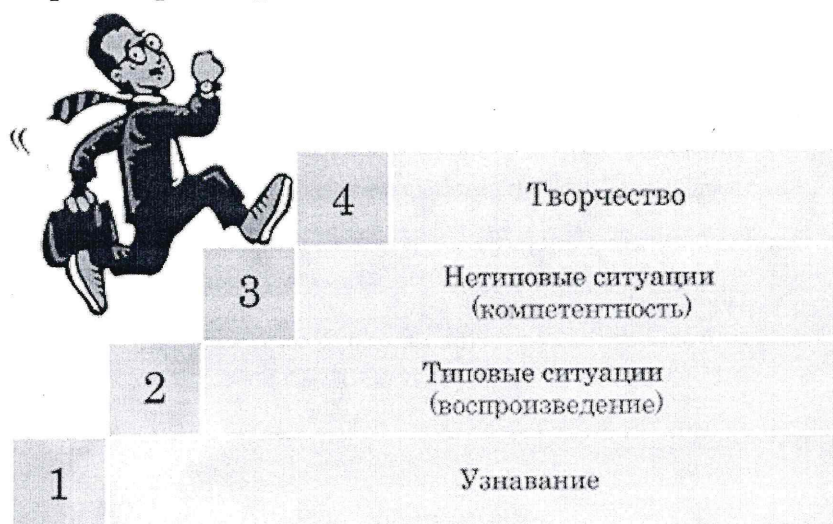 4
Творчество
3
Нетиповые ситуации
(компетентность)
2
Типовые ситуации
(воспроизведение)
1
Узнавание